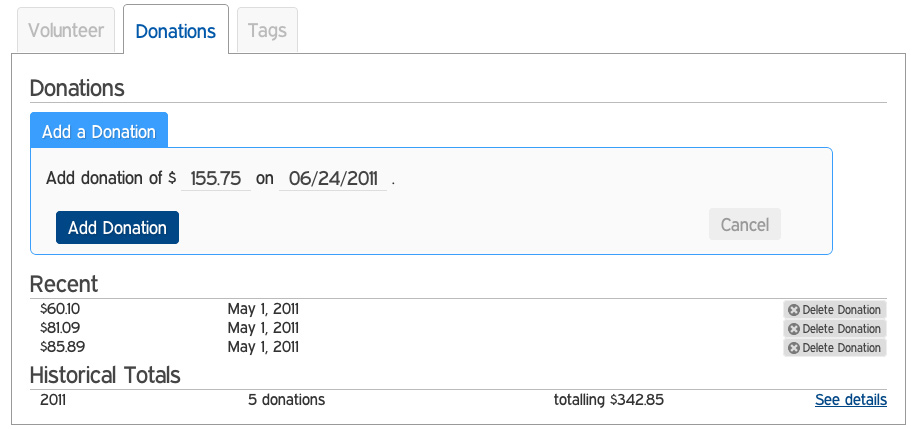 Volunteer Donations Tags
Donations
Add a Donation
Add donation of $ 155.75 on 06/24/2011 .
Add Donation Cancel
Recent
$60.10 May 1, 2011 Delete Donation
$81.09 May 1, 2011 Delete Donation
$85.89 May 1, 2011 Delete Donation
Historical Totals
2011 5 donations totalling $342.85 See details